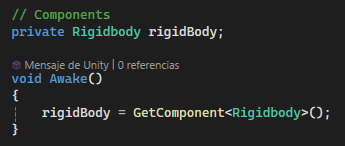 // Components
private Rigidbody rigidBody;
Mensaje de Unity | 0 referencias
void Awake()
{
rigidBody = GetComponent<Rigidbody>();
}